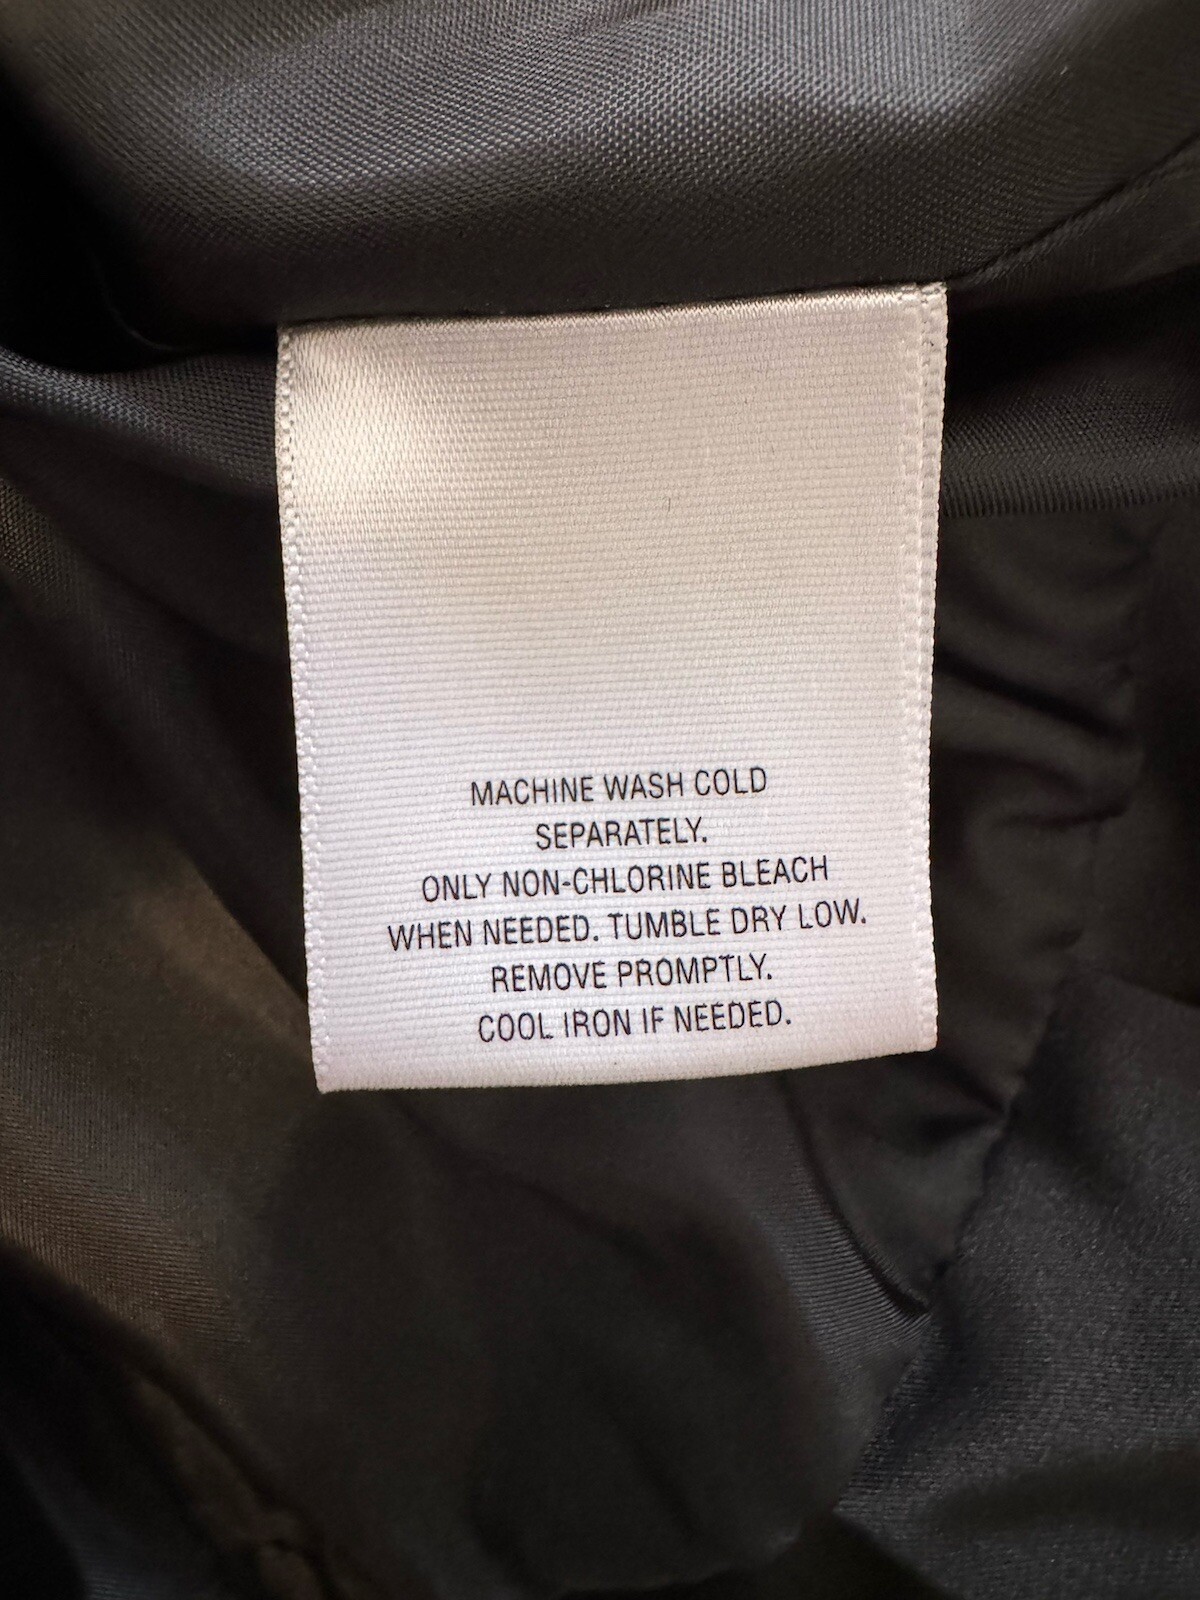 MACHINE WASH COLD
SEPARATELY.
ONLY NON-CHLORINE BLEACH
WHEN NEEDED. TUMBLE DRY LOW.
REMOVE PROMPTLY.
COOL IRON IF NEEDED.